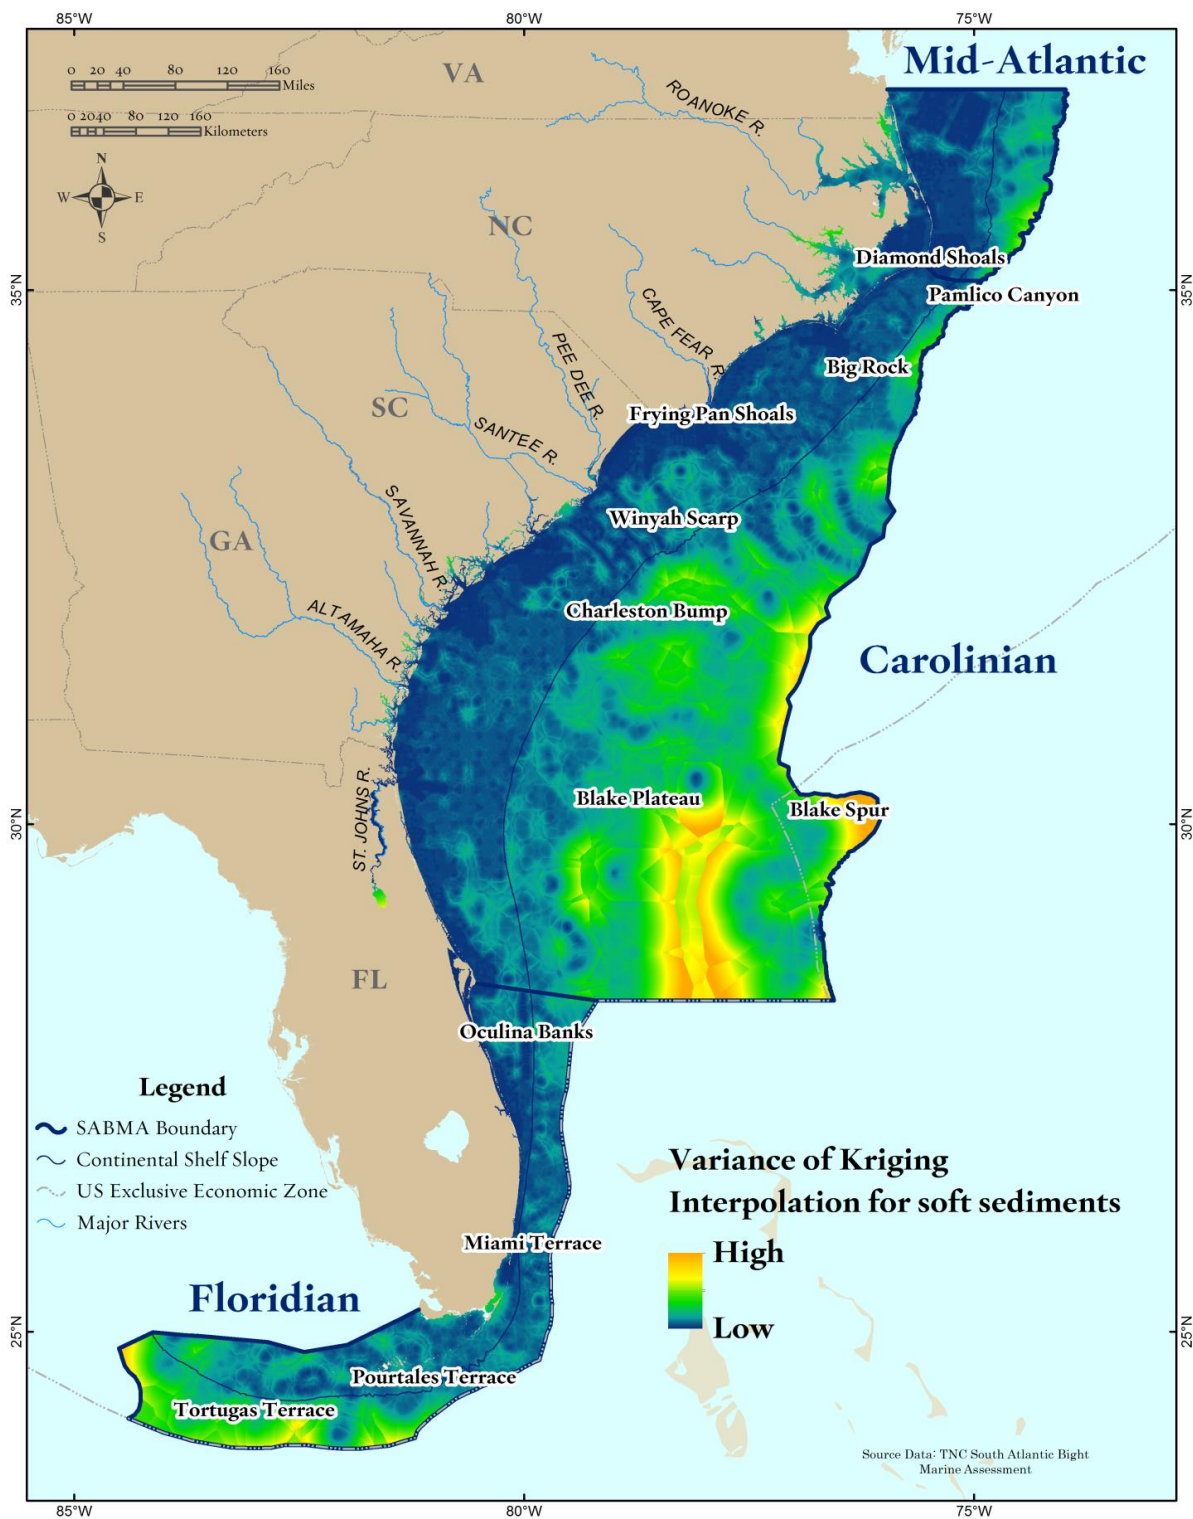 85°W
80°W
75°W
Mid-Atlantic
0 20 40 80 120 160
Miles
0 20 40 80 120 160
Kilometers
N
W E
S
VA
ROANOKE R.
NC
Diamond Shoals
35°N
35°N
Pamlico Canyon
CAPE FEAR R.
PEE DEE R.
Big Rock
SC
Frying Pan Shoals
SANTEE R.
SAVANNAH R.
Winyah Scarp
GA
ALTAMAHA R.
Charleston Bump
Carolinian
ST. JOHNS R.
Blake Plateau
Blake Spur
30°N
30°N
FL
Oculina Banks
Legend
SABMA Boundary
Continental Shelf Slope
US Exclusive Economic Zone
Major Rivers
Variance of Kriging
Interpolation for soft sediments
High
Low
Miami Terrace
Floridian
25°N
25°N
Pourtales Terrace
Tortugas Terrace
Source Data: TNC South Atlantic Bight
Marine Assessment
85°W
80°W
75°W